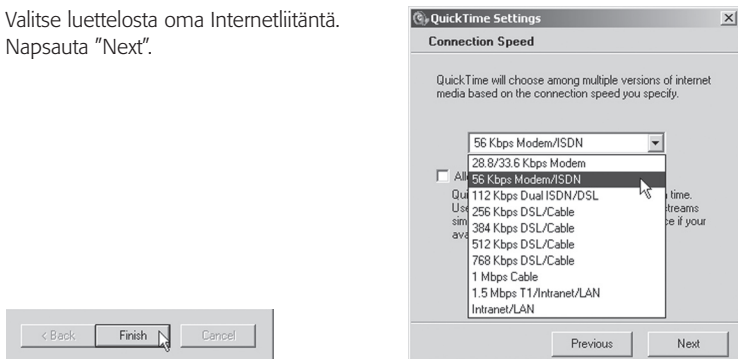 Valitse luettelosta oma Internetliitäntä.
Napsauta "Next".
QuickTime Settings
Connection Speed
QuickTime will choose among multiple versions of internet
media based on the connection speed you specify.
56 Kbps Modem/ISDN
28.8/33.6 Kbps Modem
56 Kbps Modem/ISDN
112 Kbps Dual ISDN/DSL
256 Kbps DSL/Cable
384 Kbps DSL/Cable
512 Kbps DSL/Cable
768 Kbps DSL/Cable
1 Mbps Cable
1.5 Mbps T1/Intranet/LAN
Intranet/LAN
time.
streams
if your
Previous Next
< Back Finish Cancel